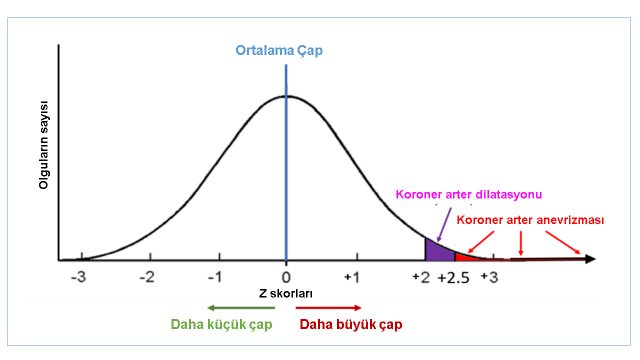 Ortalama Çap
Olguların sayısı
Koroner arter dilatasyonu
Koroner arter anevrizması
-3 -2 -1 0 +1 +2 +2.5 +3
Z skorları
Daha küçük çap Daha büyük çap